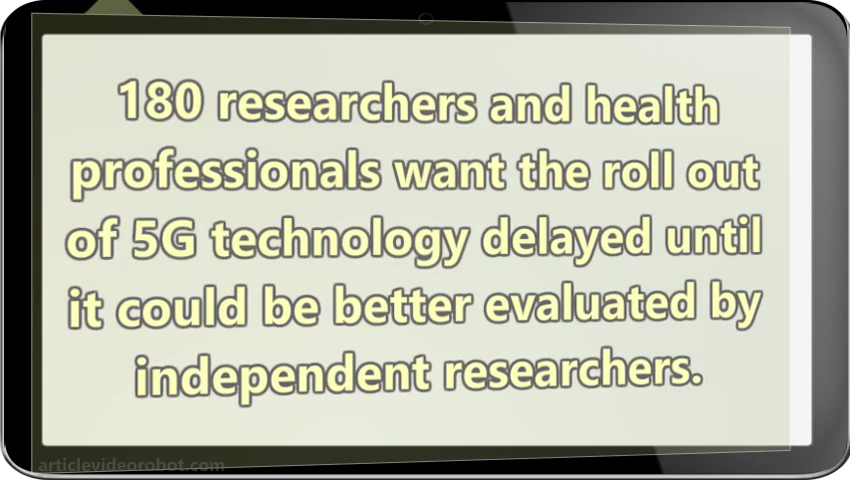 180 researchers and health
professionals want the roll out
of 5G technology delayed until
it could be better evaluated by
independent researchers.
articlevideorobot.com